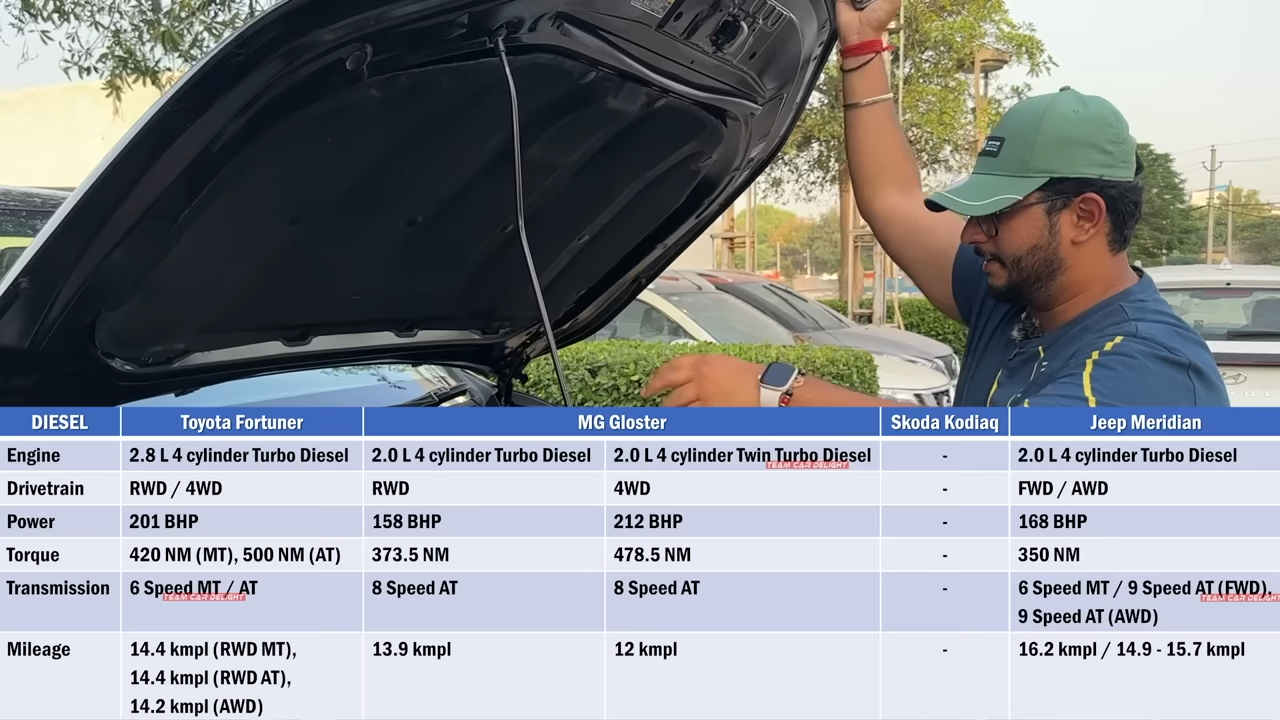 DIESEL Toyota Fortuner MG Gloster Skoda Kodiaq Jeep Meridian
Engine 2.8 L 4 cylinder Turbo Diesel 2.0 L 4 cylinder Turbo Diesel 2.0 L 4 cylinder Twin Turbo Diesel - 2.0 L 4 cylinder Turbo Diesel
TEAM CAR DELIGHT
Drivetrain RWD / 4WD RWD 4WD - FWD / AWD
Power 201 BHP 158 BHP 212 BHP - 168 BHP
Torque 420 NM (MT), 500 NM (AT) 373.5 NM 478.5 NM - 350 NM
Transmission 6 Speed MT / AT 8 Speed AT 8 Speed AT - 6 Speed MT / 9 Speed AT (FWD),
TEAM CAR DELIGHT TEAM CAR DELIGHT
9 Speed AT (AWD)
Mileage 14.4 kmpl (RWD MT), 13.9 kmpl 12 kmpl - 16.2 kmpl / 14.9 - 15.7 kmpl
14.4 kmpl (RWD AT),
14.2 kmpl (AWD)